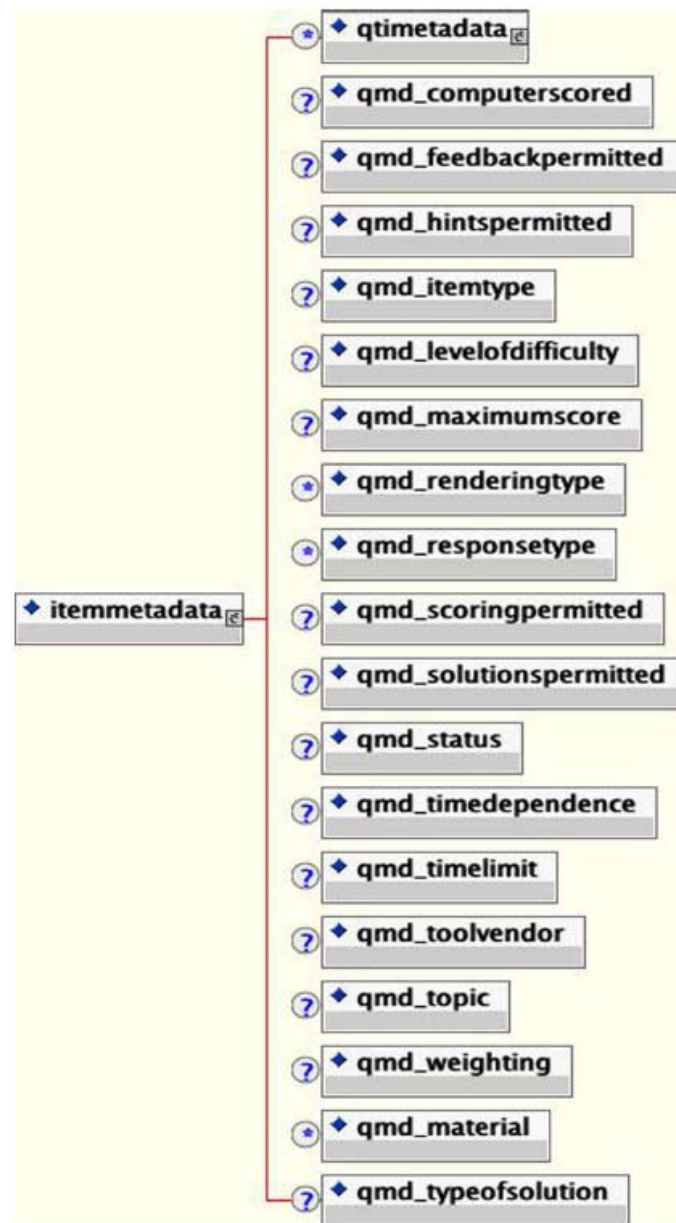 * qtimetadata
? qmd_computerscored
? qmd_feedbackpermitted
? qmd_hintspermitted
? qmd_itemtype
? qmd_levelofdifficulty
? qmd_maximumscore
* qmd_renderingtype
* qmd_responsetype
itemmetadata
? qmd_scoringpermitted
? qmd_solutionspermitted
? qmd_status
? qmd_timedependence
? qmd_timelimit
? qmd_toolvendor
? qmd_topic
? qmd_weighting
* qmd_material
? qmd_typeofsolution